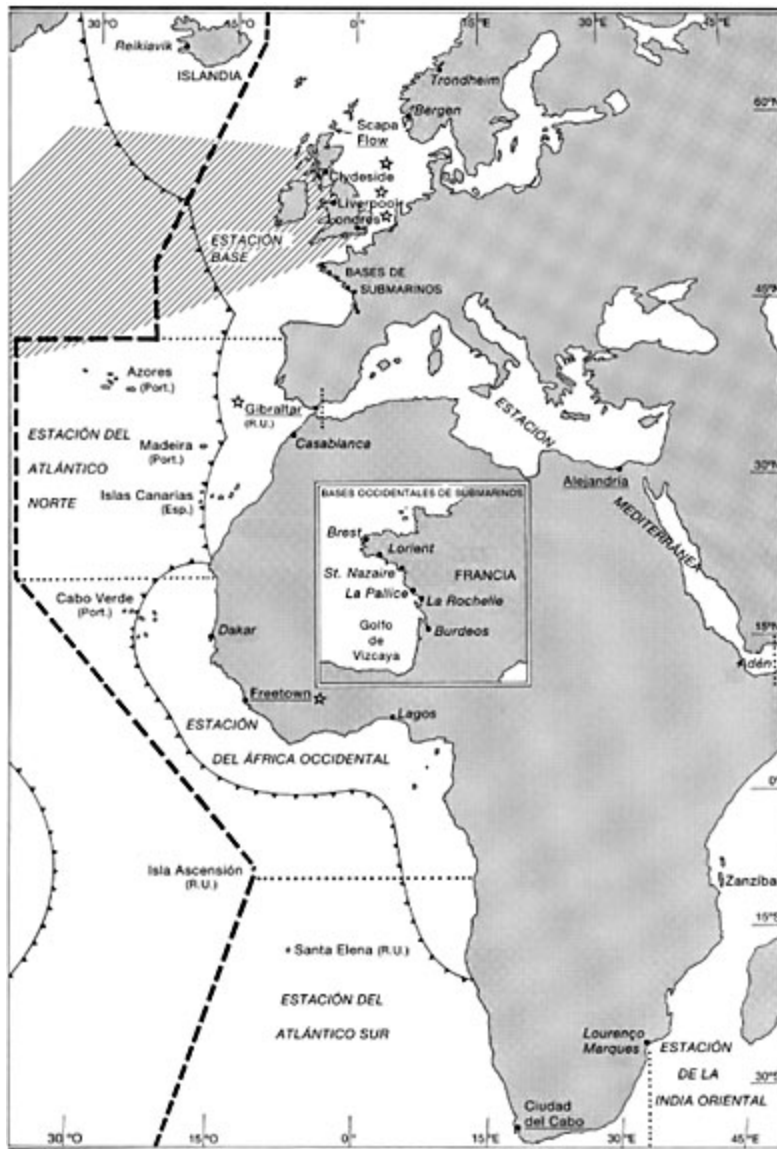 30°O
15°O
0°
15°E
30°E
45°E
Reikiavik
ISLANDIA
Trondheim
Bergen
60°N
Scapa
Flow
Clydeside
Liverpool
Londres
ESTACIÓN
BASE
BASES DE
SUBMARINOS
45°N
Azores
(Port.)
Gibraltar
(R.U.)
ESTACIÓN DEL
ATLÁNTICO
NORTE
Madeira
(Port.)
Casablanca
ESTACIÓN
MEDITERRÁNEA
Islas Canarias
(Esp.)
Alejandría
30°N
BASES OCCIDENTALES DE SUBMARINOS
Brest
Lorient
St. Nazaire
FRANCIA
La Pallice
La Rochelle
Golfo
de
Vizcaya
Burdeos
Cabo Verde
(Port.)
Dakar
15°N
Adén
Freetown
Lagos
ESTACIÓN
DEL ÁFRICA OCCIDENTAL
0°
Isla Ascensión
(R.U.)
Zanzíba
15°S
Santa Elena (R.U.)
ESTACIÓN DEL
ATLÁNTICO SUR
Lourenço
Marques
ESTACIÓN
DE LA
INDIA ORIENTAL
30°S
Ciudad
del Cabo
30°O
15°O
0°
15°E
30°E
45°E